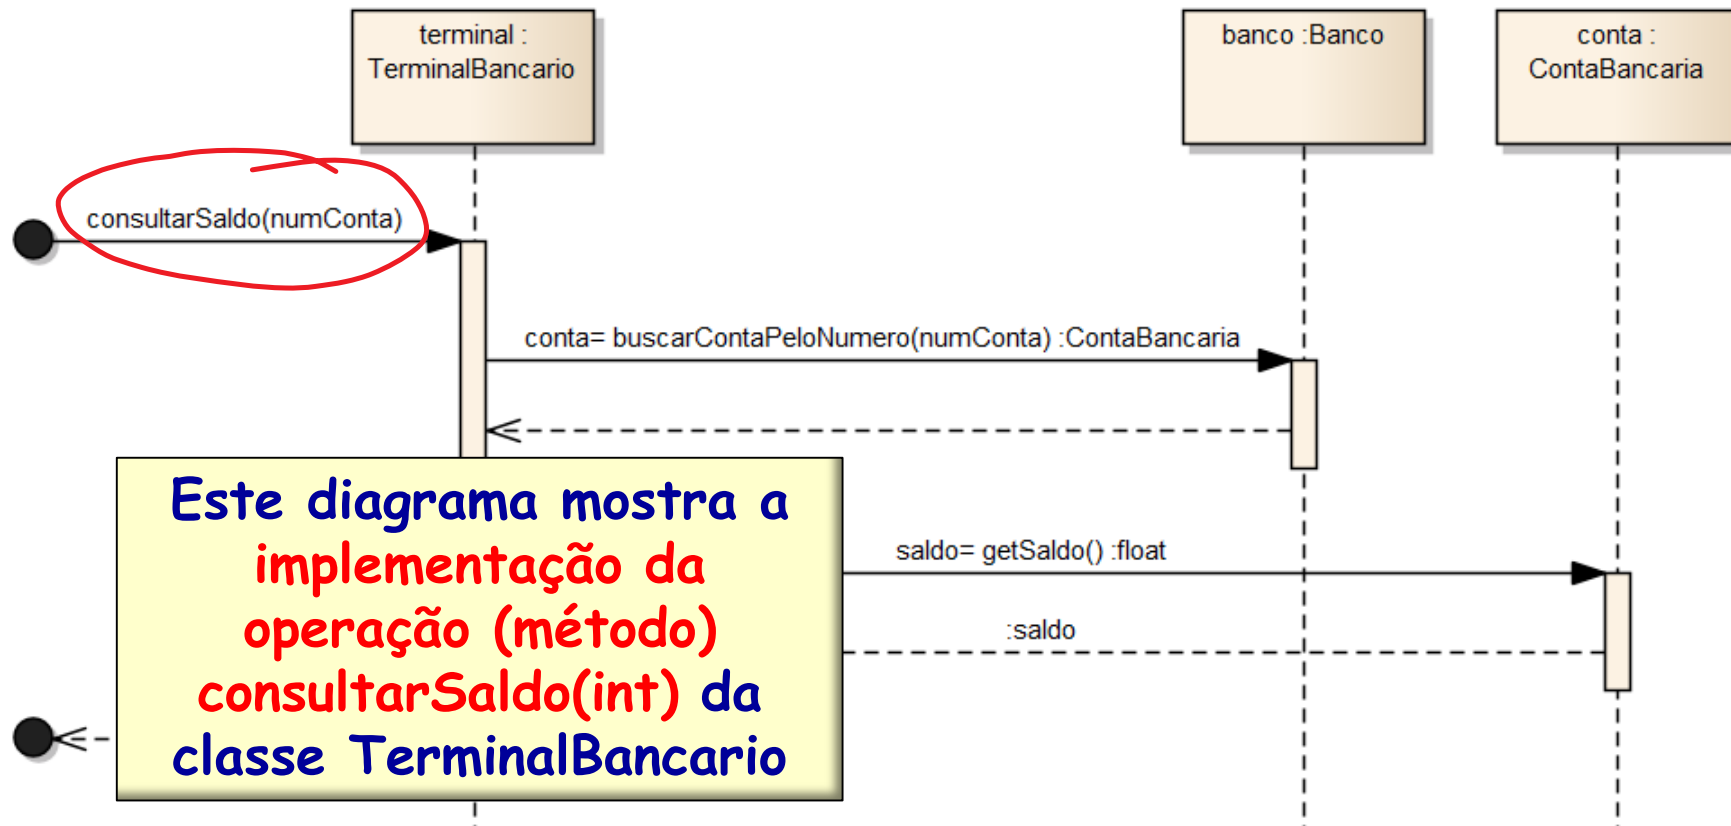 terminal :
TerminalBancario
banco :Banco
conta :
ContaBancaria
consultarSaldo(numConta)
conta= buscarContaPeloNumero(numConta) :ContaBancaria
Este diagrama mostra a
implementação da
operação (método)
consultarSaldo(int) da
classe TerminalBancario
saldo= getSaldo() :float
:saldo